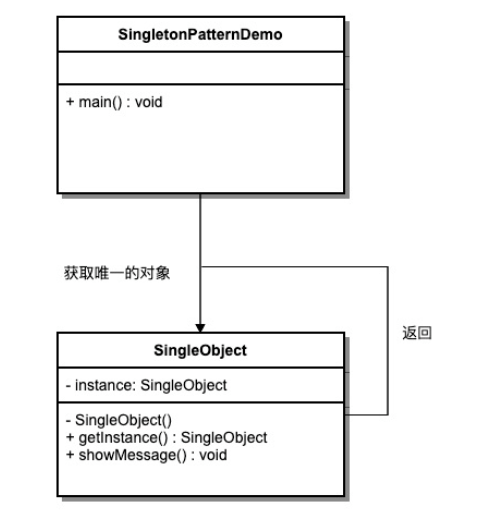 SingletonPatternDemo
+ main() : void
获取唯一的对象
返回
SingleObject
- instance: SingleObject
- SingleObject()
+ getInstance() : SingleObject
+ showMessage() : void